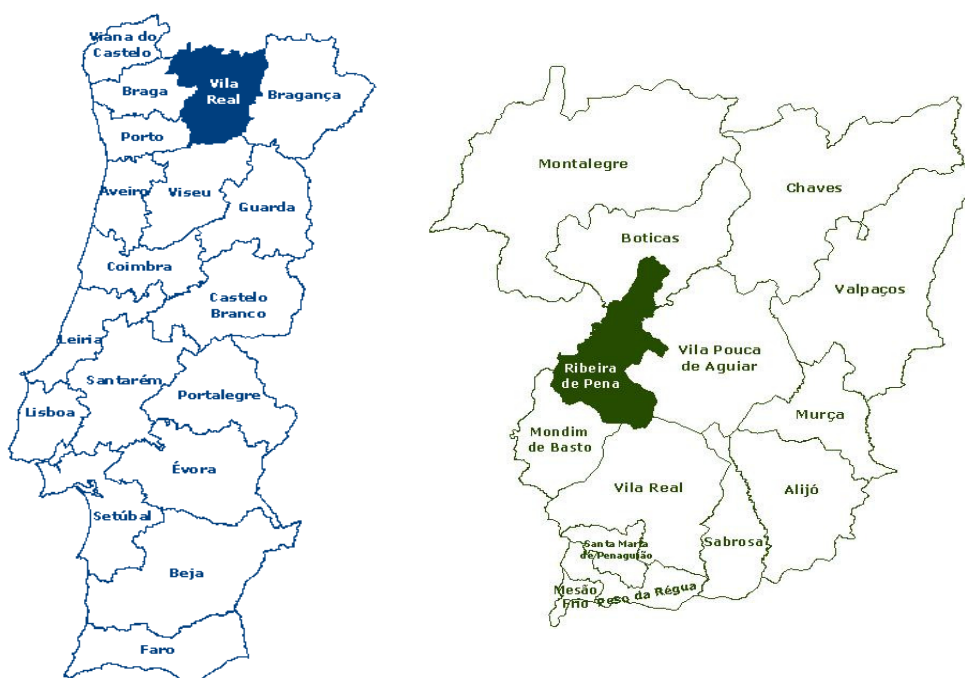 Viana do
Castelo
Braga
Vila
Real
Bragança
Porto
Aveiro
Viseu
Guarda
Coimbra
Castelo
Branco
Leiria
Santarém
Lisboa
Portalegre
Évora
Setúbal
Beja
Faro
Montalegre
Chaves
Boticas
Valpaços
Ribeira
de Pena
Vila Pouca
de Aguiar
Murça
Mondim
de Basto
Vila Real
Alijó
Sabrosa
Santa Marta
de Penaguião
Mesão
Frio
Peso da Régua